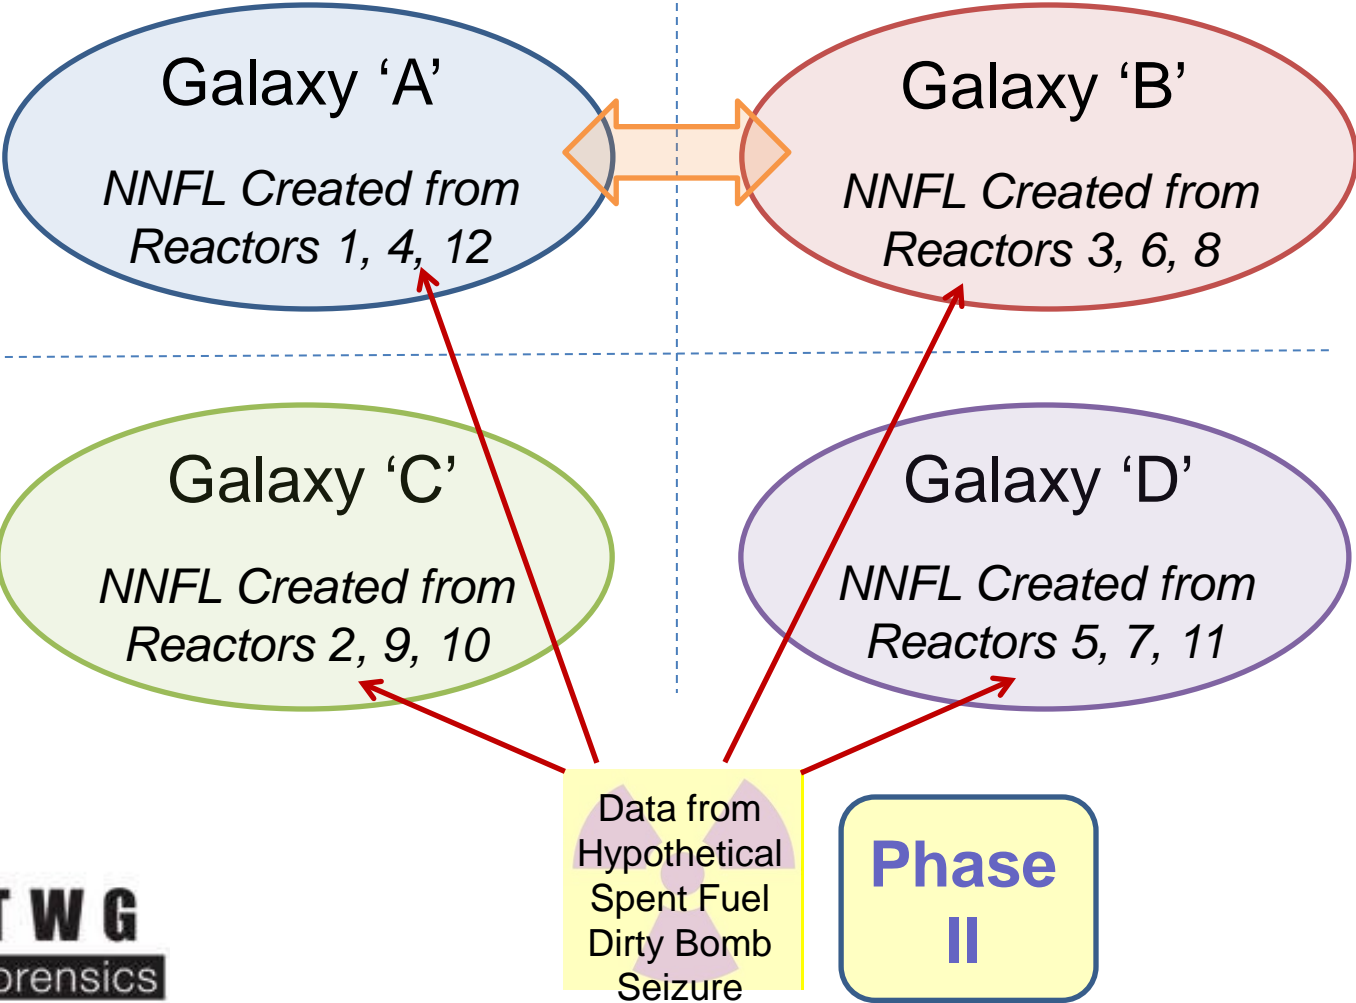 Galaxy ‘A’
NNFL Created from
Reactors 1, 4, 12
Galaxy ‘B’
NNFL Created from
Reactors 3, 6, 8
Galaxy ‘C’
NNFL Created from
Reactors 2, 9, 10
Galaxy ‘D’
NNFL Created from
Reactors 5, 7, 11
Data from
Hypothetical
Spent Fuel
Dirty Bomb
Seizure
Phase
II
T W G
orensics